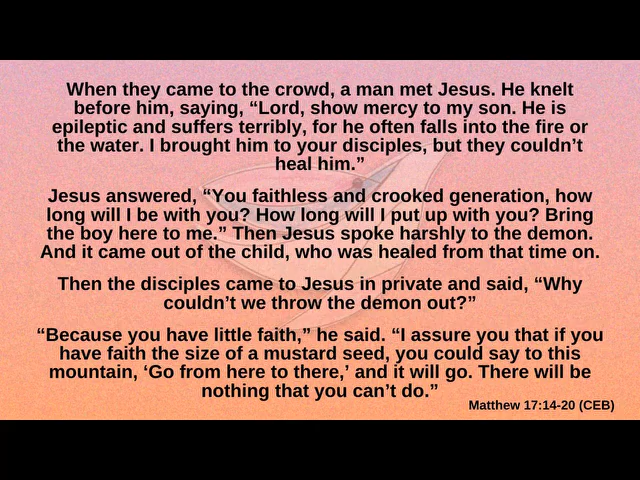 When they came to the crowd, a man met Jesus. He knelt
before him, saying, “Lord, show mercy to my son. He is
epileptic and suffers terribly, for he often falls into the fire or
the water. I brought him to your disciples, but they couldn’t
heal him.”
Jesus answered, “You faithless and crooked generation, how
long will I be with you? How long will I put up with you? Bring
the boy here to me.” Then Jesus spoke harshly to the demon.
And it came out of the child, who was healed from that time on.
Then the disciples came to Jesus in private and said, “Why
couldn’t we throw the demon out?”
“Because you have little faith,” he said. “I assure you that if you
have faith the size of a mustard seed, you could say to this
mountain, ‘Go from here to there,’ and it will go. There will be
nothing that you can’t do.”
Matthew 17:14-20 (CEB)